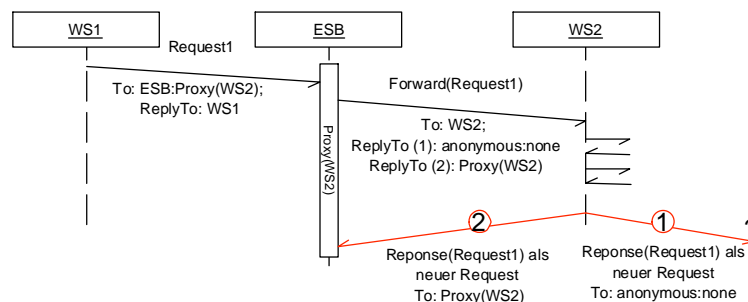 WS1
ESB
WS2
Request1
To: ESB:Proxy(WS2);
ReplyTo: WS1
Forward(Request1)
Proxy(WS2)
To: WS2;
ReplyTo (1): anonymous:none
ReplyTo (2): Proxy(WS2)
2
1
Reponse(Request1) als
neuer Request
To: Proxy(WS2)
Reponse(Request1) als
neuer Request
To: anonymous:none